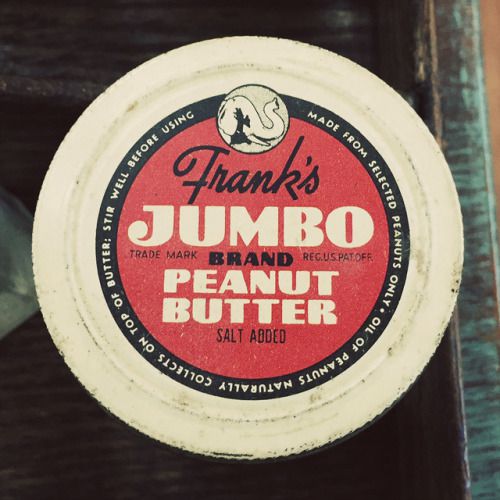 Frank's
JUMBO
TRADE MARK BRAND REG.U.S.PAT.OFF.
PEANUT
BUTTER
SALT ADDED
MADE FROM SELECTED PEANUTS ONLY • OIL OF PEANUTS NATURALLY COLLECTS ON TOP OF BUTTER; STIR WELL BEFORE USING